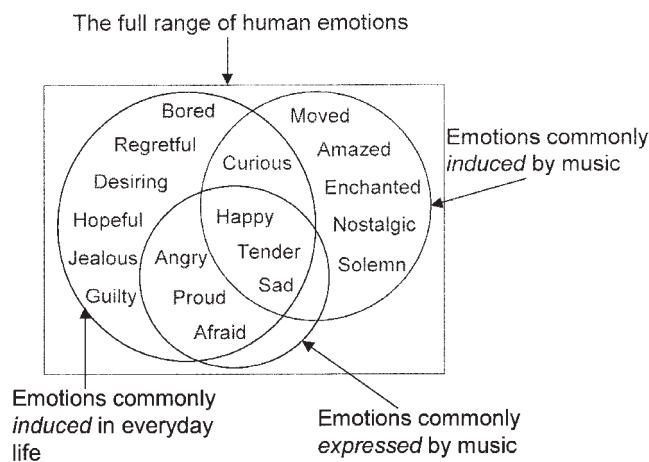 The full range of human emotions
Bored
Moved
Regretful
Amazed
Curious
Desiring
Enchanted
Hopeful
Happy
Nostalgic
Jealous
Angry
Tender
Solemn
Guilty
Proud
Sad
Afraid
Emotions commonly
induced by music
Emotions commonly
induced in everyday
life
Emotions commonly
expressed by music